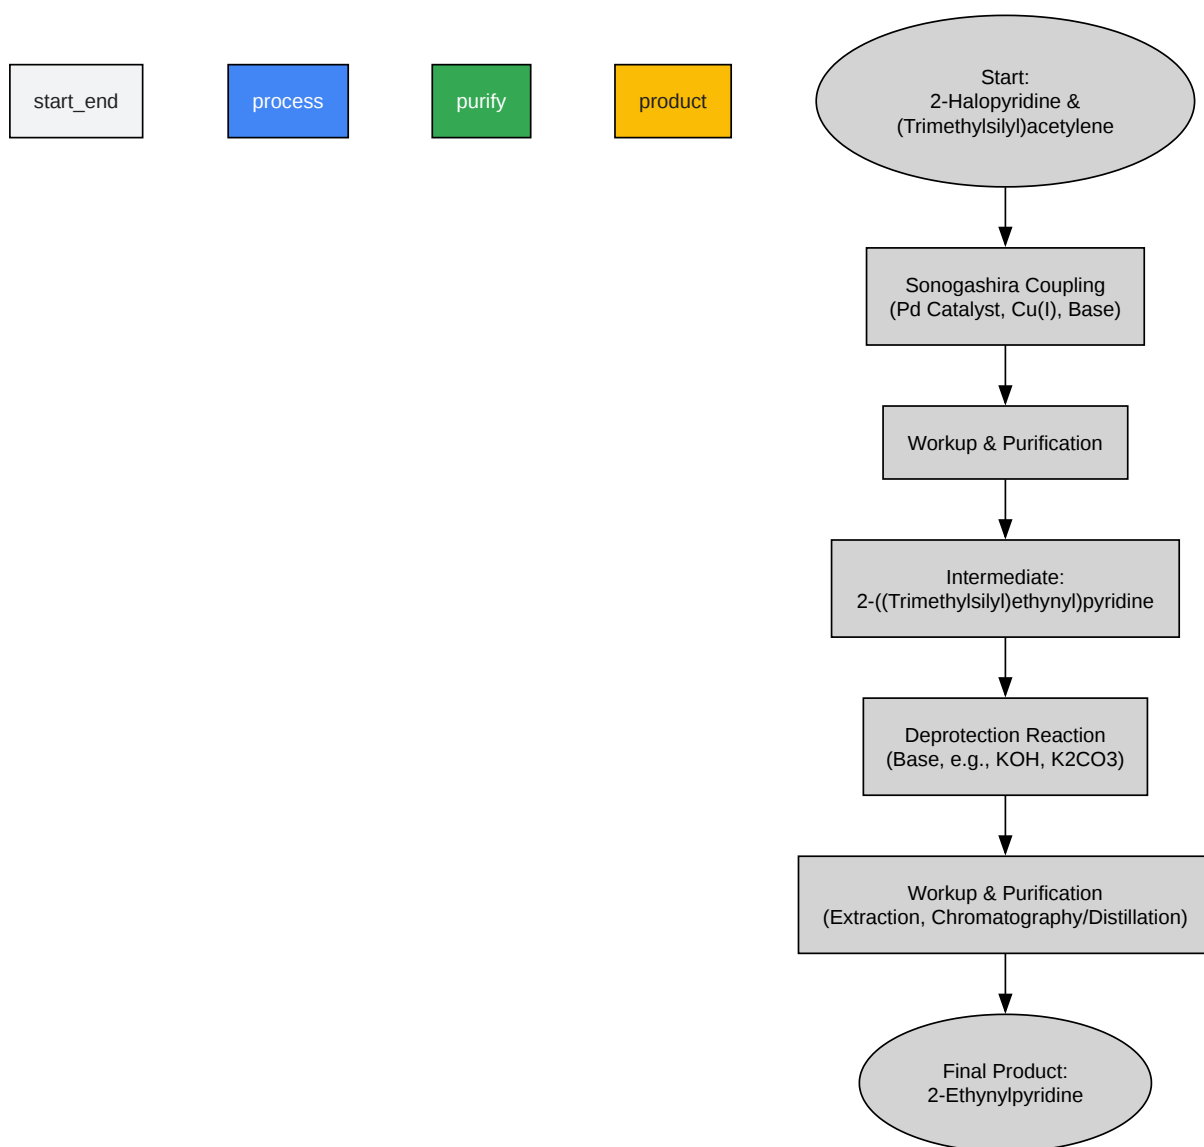 start_end
process
purify
product
Start:
2-Halopyridine &
(Trimethylsilyl)acetylene
Sonogashira Coupling
(Pd Catalyst, Cu(I), Base)
Workup & Purification
Intermediate:
2-((Trimethylsilyl)ethynyl)pyridine
Deprotection Reaction
(Base, e.g., KOH, K2CO3)
Workup & Purification
(Extraction, Chromatography/Distillation)
Final Product:
2-Ethynylpyridine